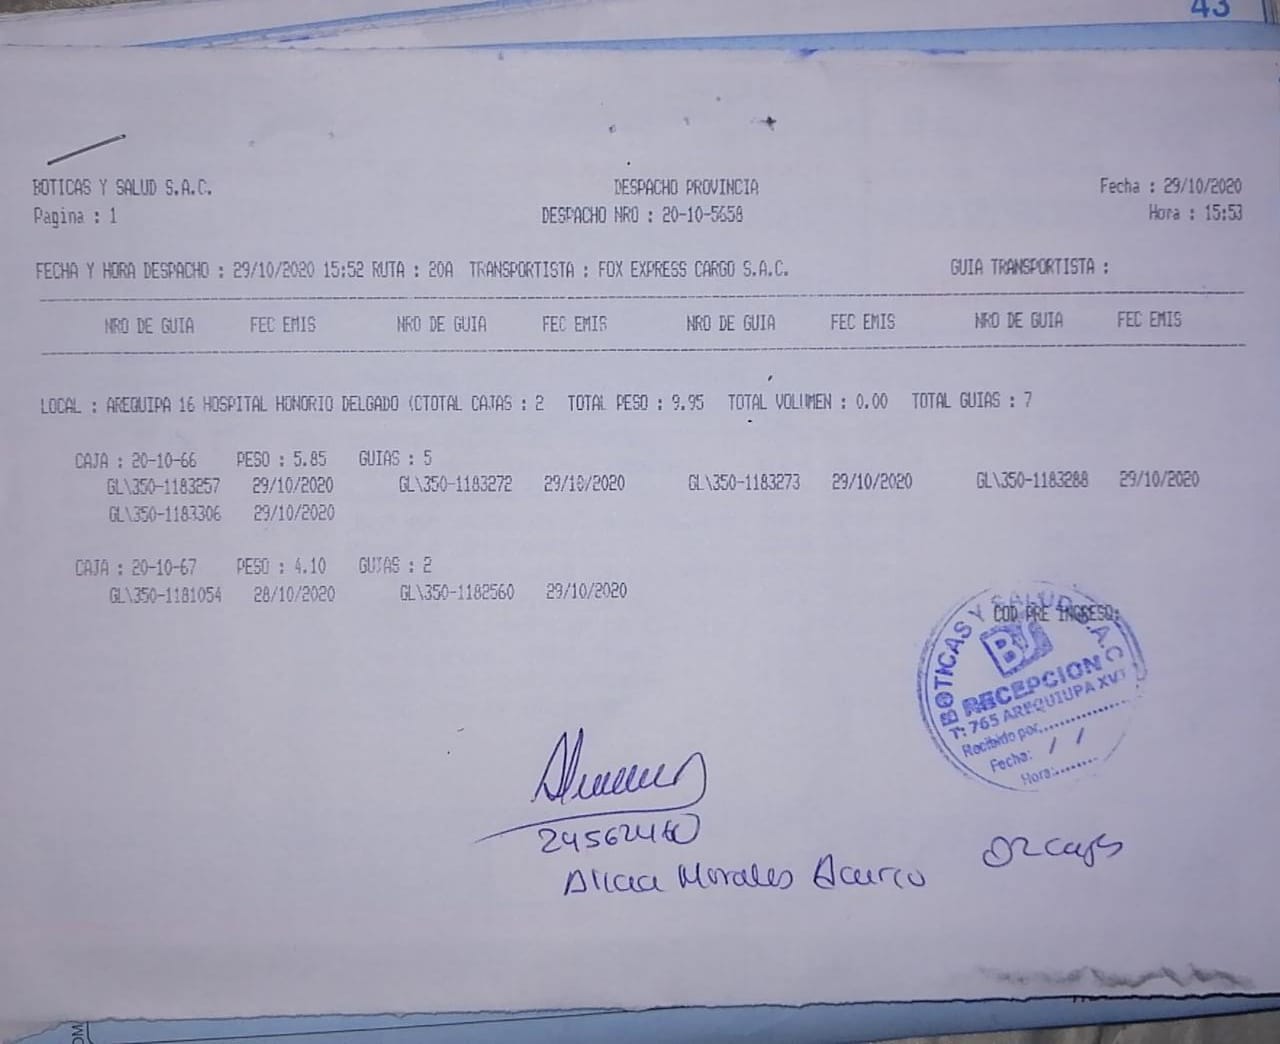 43
BOTICAS Y SALUD S.A.C. DESPACHO PROVINCIA Fecha : 29/10/2020
Pagina : 1 DESPACHO NRO : 20-10-5658 Hora : 15:53
FECHA Y HORA DESPACHO : 29/10/2020 15:52 RUTA : 20A TRANSPORTISTA : FOX EXPRESS CARGO S.A.C. GUIA TRANSPORTISTA :
NRO DE GUIA FEC EMIS NRO DE GUIA FEC EMIS NRO DE GUIA FEC EMIS NRO DE GUIA FEC EMIS
LOCAL : AREQUIPA 16 HOSPITAL HONORIO DELGADO (CTOTAL CAJAS : 2 TOTAL PESO : 9.95 TOTAL VOLUMEN : 0.00 TOTAL GUIAS : 7
CAJA : 20-10-66 PESO : 5.85 GUIAS : 5
GL\350-1183257 29/10/2020 GL\350-1183272 29/10/2020 GL\350-1183273 29/10/2020 GL\350-1183288 29/10/2020
GL\350-1183306 29/10/2020
CAJA : 20-10-67 PESO : 4.10 GUIAS : 2
GL\350-1181054 28/10/2020 GL\350-1182560 29/10/2020
COD PRE INGRESO:
BOTICAS Y SALUD S.A.C
BS
RECEPCION
T: 765 AREQUIUPA XVI
Recibido por:
Fecha: / /
Hora:
24562460
Morales
02 cajas